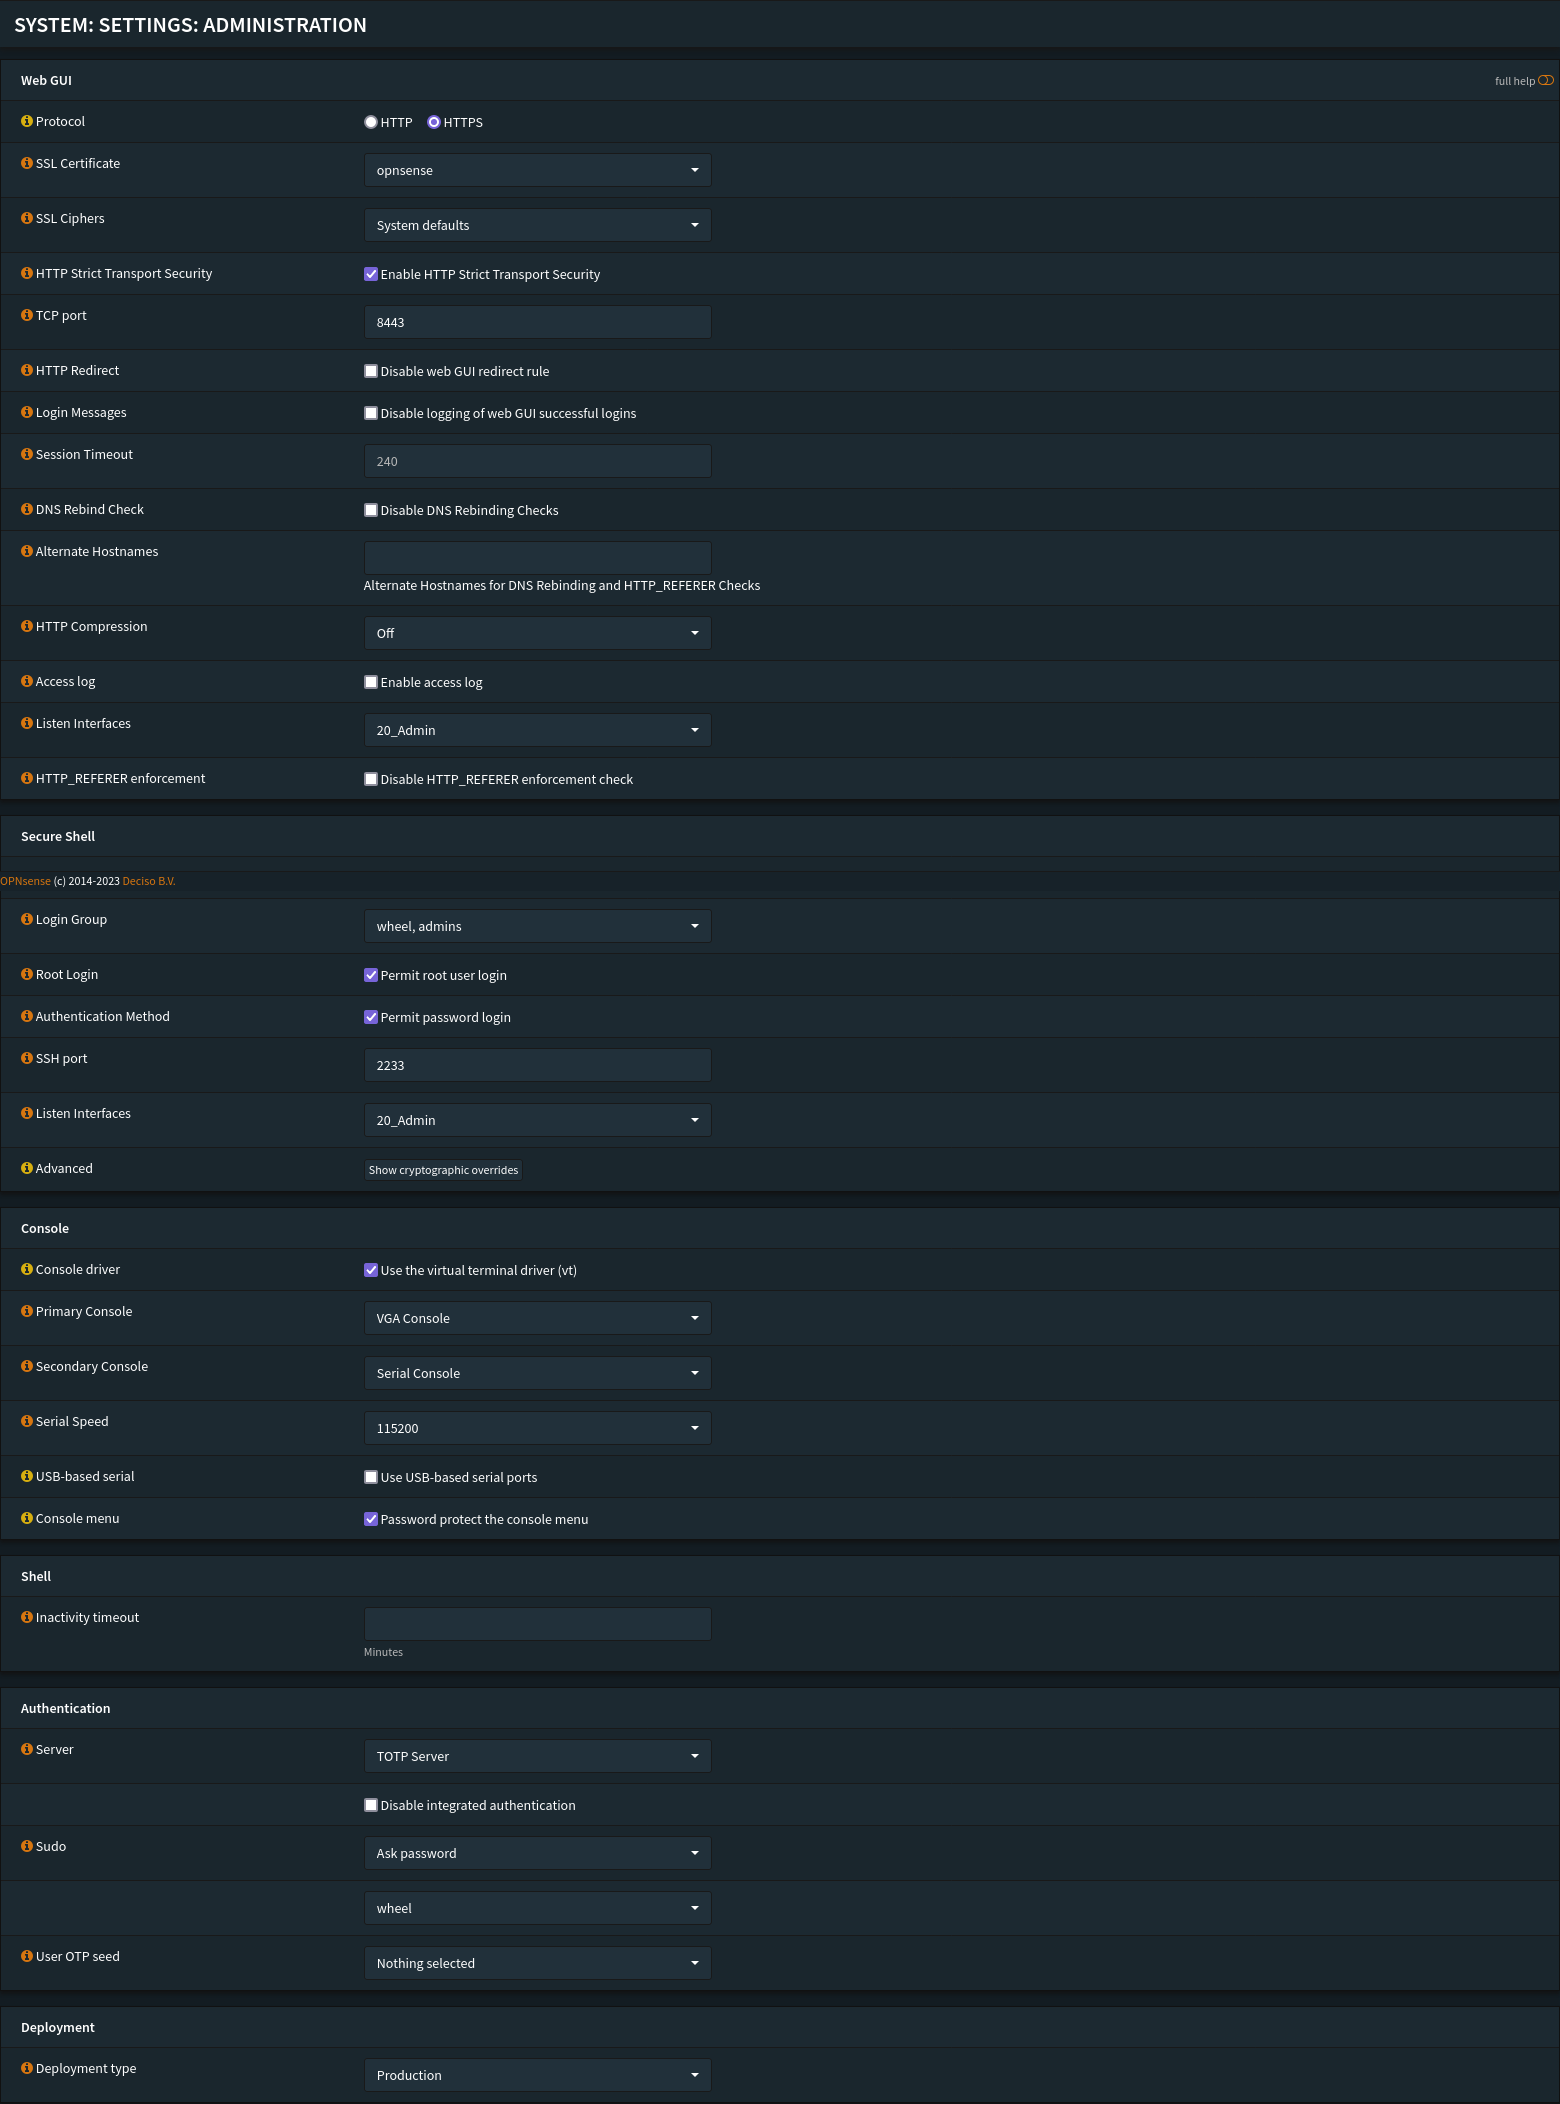 SYSTEM: SETTINGS: ADMINISTRATION
Web GUI
full help
Protocol
HTTP HTTPS
SSL Certificate
opnsense
SSL Ciphers
System defaults
HTTP Strict Transport Security
Enable HTTP Strict Transport Security
TCP port
8443
HTTP Redirect
Disable web GUI redirect rule
Login Messages
Disable logging of web GUI successful logins
Session Timeout
240
DNS Rebind Check
Disable DNS Rebinding Checks
Alternate Hostnames
Alternate Hostnames for DNS Rebinding and HTTP_REFERER Checks
HTTP Compression
Off
Access log
Enable access log
Listen Interfaces
20_Admin
HTTP_REFERER enforcement
Disable HTTP_REFERER enforcement check
Secure Shell
OPNsense (c) 2014-2023 Deciso B.V.
Login Group
wheel, admins
Root Login
Permit root user login
Authentication Method
Permit password login
SSH port
2233
Listen Interfaces
20_Admin
Advanced
Show cryptographic overrides
Console
Console driver
Use the virtual terminal driver (vt)
Primary Console
VGA Console
Secondary Console
Serial Console
Serial Speed
115200
USB-based serial
Use USB-based serial ports
Console menu
Password protect the console menu
Shell
Inactivity timeout
Minutes
Authentication
Server
TOTP Server
Disable integrated authentication
Sudo
Ask password
wheel
User OTP seed
Nothing selected
Deployment
Deployment type
Production